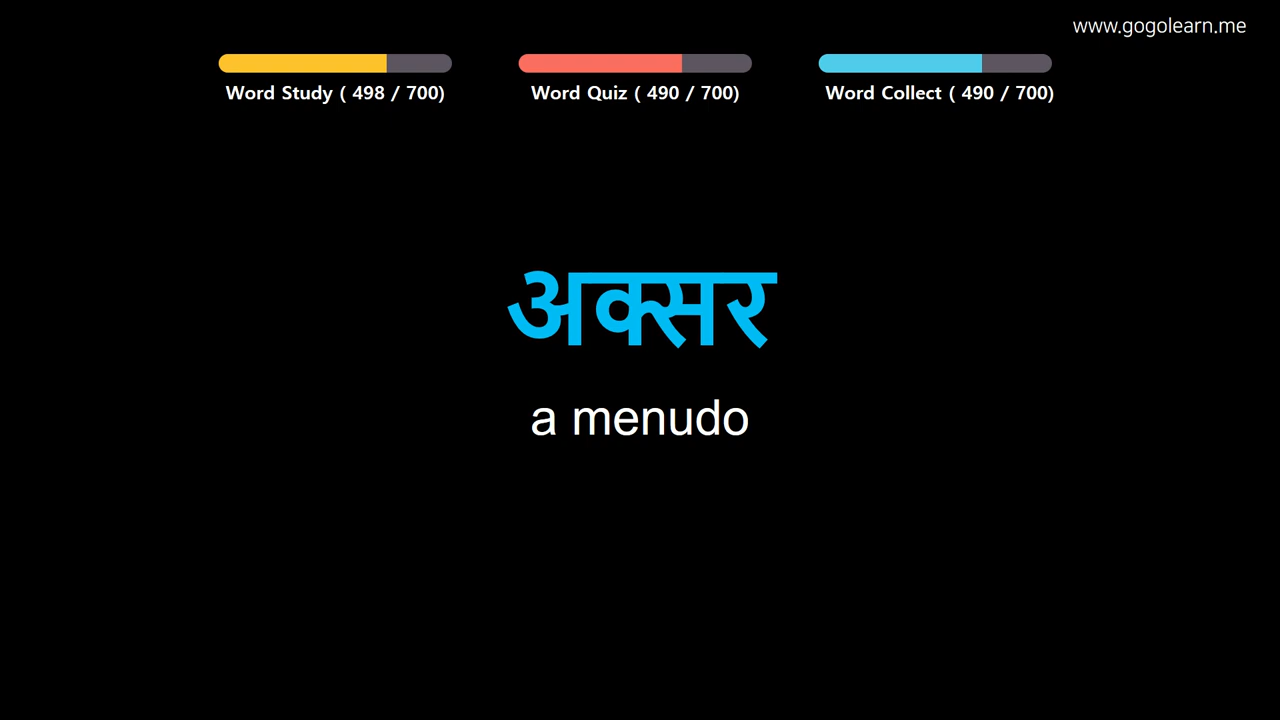 www.gogolearn.me
Word Study ( 498 / 700)
Word Quiz ( 490 / 700)
Word Collect ( 490 / 700)
अक्सर
a menudo